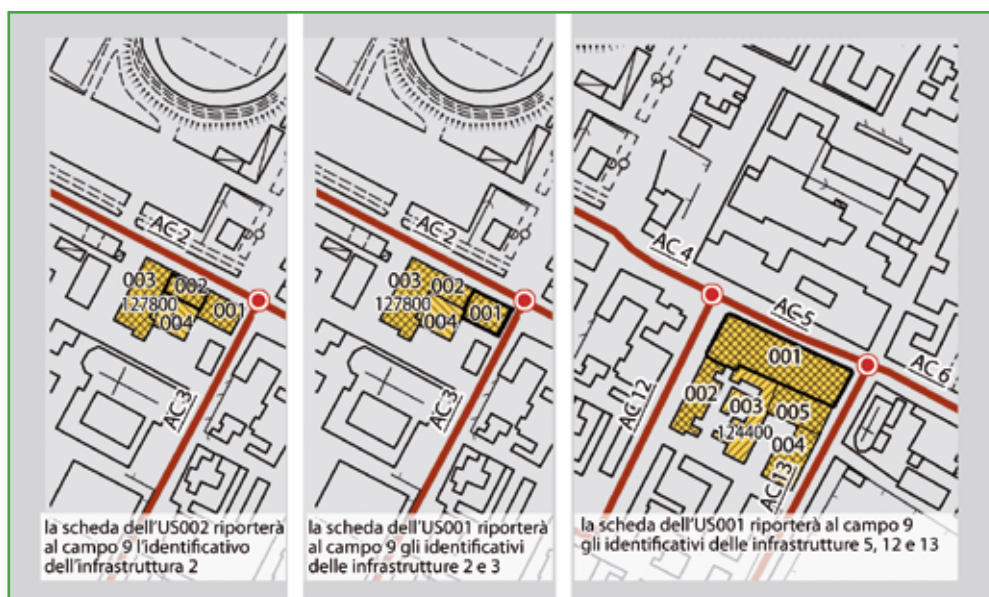 AC 2
003
002
127800
001
004
AC 3
la scheda dell'US002 riporterà
al campo 9 l'identificativo
dell'infrastruttura 2
AC 2
003
002
127800
001
004
AC 3
la scheda dell'US001 riporterà
al campo 9 gli identificativi
delle infrastrutture 2 e 3
AC 4
AC 5
AC 6
001
AC 12
002
003
005
124400
004
AC 13
la scheda dell'US001 riporterà al campo 9
gli identificativi delle infrastrutture 5, 12 e 13